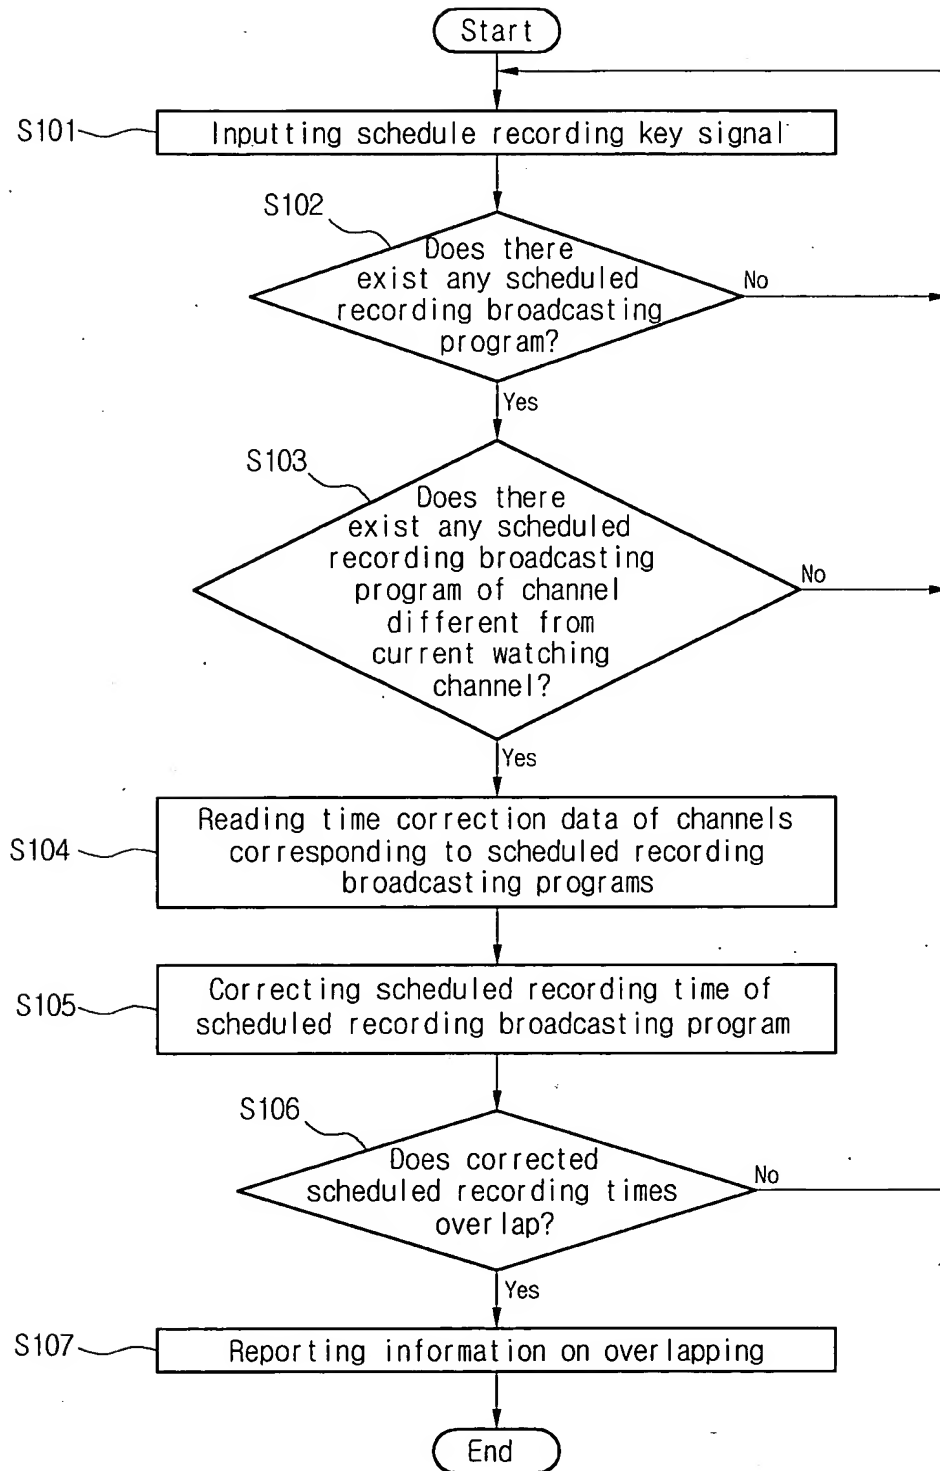 Start
S101
Inputting schedule recording key signal
S102
Does there
exist any scheduled
recording broadcasting
program?
No
Yes
S103
Does there
exist any scheduled
recording broadcasting
program of channel
different from
current watching
channel?
No
Yes
S104
Reading time correction data of channels
corresponding to scheduled recording
broadcasting programs
S105
Correcting scheduled recording time of
scheduled recording broadcasting program
S106
Does corrected
scheduled recording times
overlap?
No
Yes
S107
Reporting information on overlapping
End